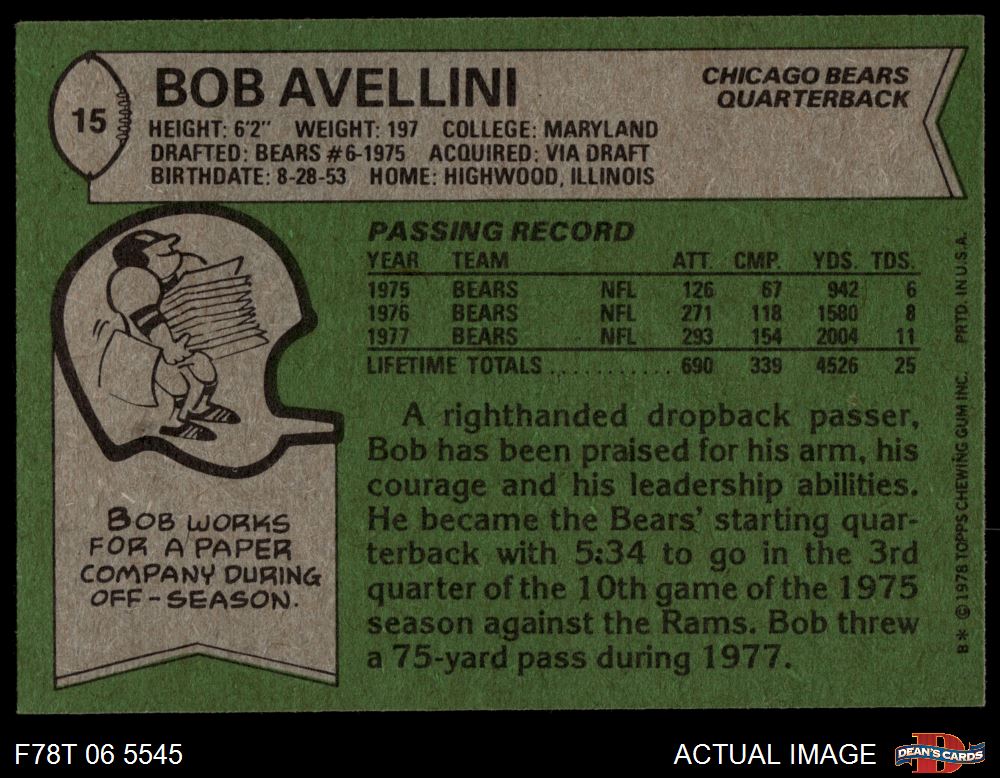 15
BOB AVELLINI
CHICAGO BEARS
QUARTERBACK
HEIGHT: 6'2" WEIGHT: 197 COLLEGE: MARYLAND
DRAFTED: BEARS #6-1975 ACQUIRED: VIA DRAFT
BIRTHDATE: 8-28-53 HOME: HIGHWOOD, ILLINOIS
PASSING RECORD
YEAR TEAM ATT. CMP. YDS. TDS.
1975 BEARS NFL 126 67 942 6
1976 BEARS NFL 271 118 1580 8
1977 BEARS NFL 293 154 2004 11
LIFETIME TOTALS........... 690 339 4526 25
A righthanded dropback passer,
Bob has been praised for his arm, his
courage and his leadership abilities.
He became the Bears' starting quar-
terback with 5:34 to go in the 3rd
quarter of the 10th game of the 1975
season against the Rams. Bob threw
a 75-yard pass during 1977.
BOB WORKS
FOR A PAPER
COMPANY DURING
OFF-SEASON.
B* © 1978 TOPPS CHEWING GUM INC. PRTD. IN U.S.A.
F78T 06 5545
ACTUAL IMAGE
D
DEAN'S CARDS